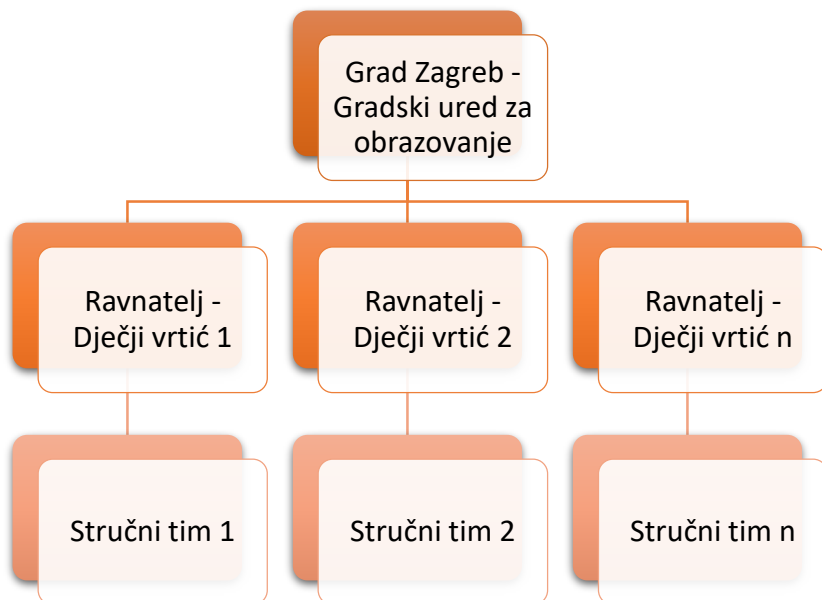 Grad Zagreb -
Gradski ured za
obrazovanje
Ravnatelj -
Dječji vrtić 1
Ravnatelj -
Dječji vrtić 2
Ravnatelj -
Dječji vrtić n
Stručni tim 1
Stručni tim 2
Stručni tim n